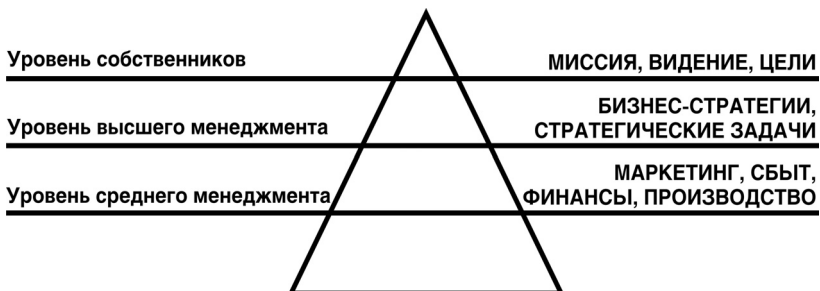 Уровень собственников
МИССИЯ, ВИДЕНИЕ, ЦЕЛИ
Уровень высшего менеджмента
БИЗНЕС-СТРАТЕГИИ,
СТРАТЕГИЧЕСКИЕ ЗАДАЧИ
Уровень среднего менеджмента
МАРКЕТИНГ, СБЫТ,
ФИНАНСЫ, ПРОИЗВОДСТВО